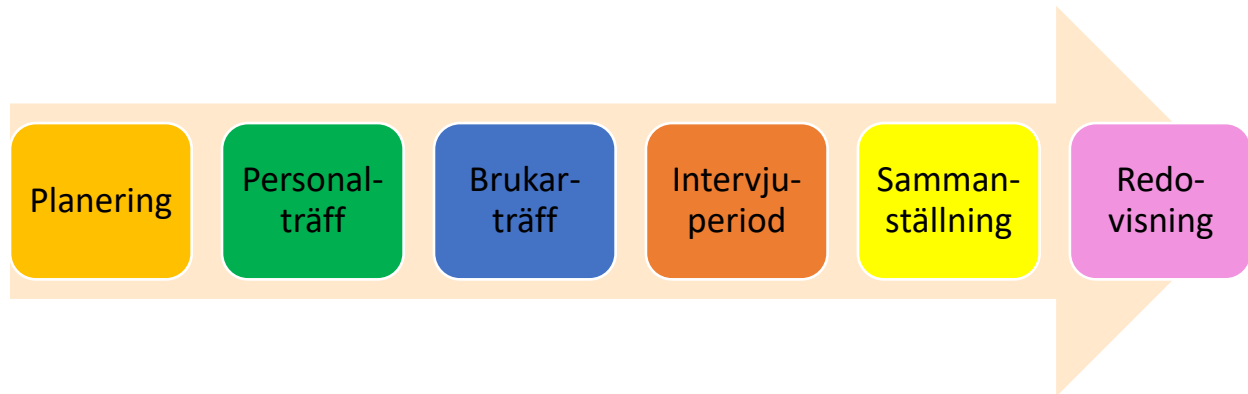 Planering
Personal-
träff
Brukar-
träff
Intervju-
period
Samman-
ställning
Redo-
visning